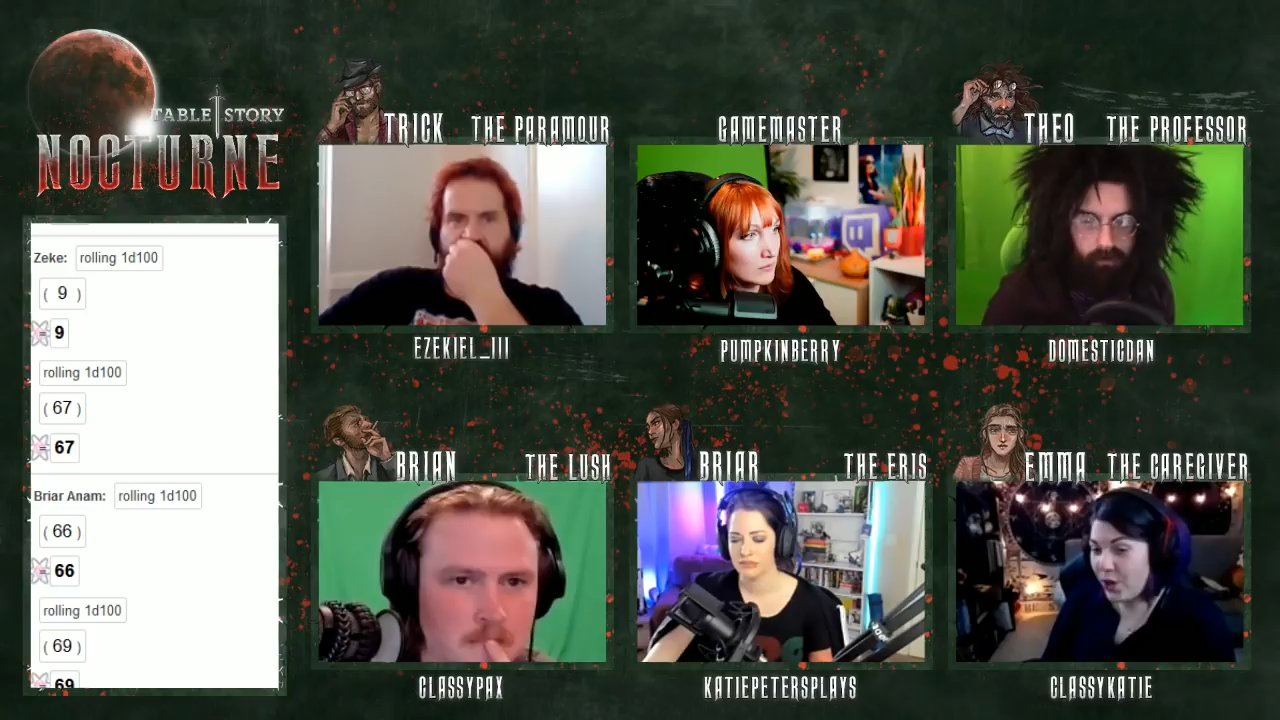 TABLE STORY
NOCTURNE
Zeke: rolling 1d100
( 9 )
= 9
rolling 1d100
( 67 )
= 67
Briar Anam: rolling 1d100
( 66 )
= 66
rolling 1d100
( 69 )
= 69
TRICK THE PARAMOUR
EZEKIEL_III
GAMEMASTER
PUMPKINBERRY
THEO THE PROFESSOR
DOMESTICDAN
BRIAN THE LUSH
CLASSYPAX
BRIAR THE ERIS
KATIEPETERSPLAYS
EMMA THE CAREGIVER
CLASSYKATIE